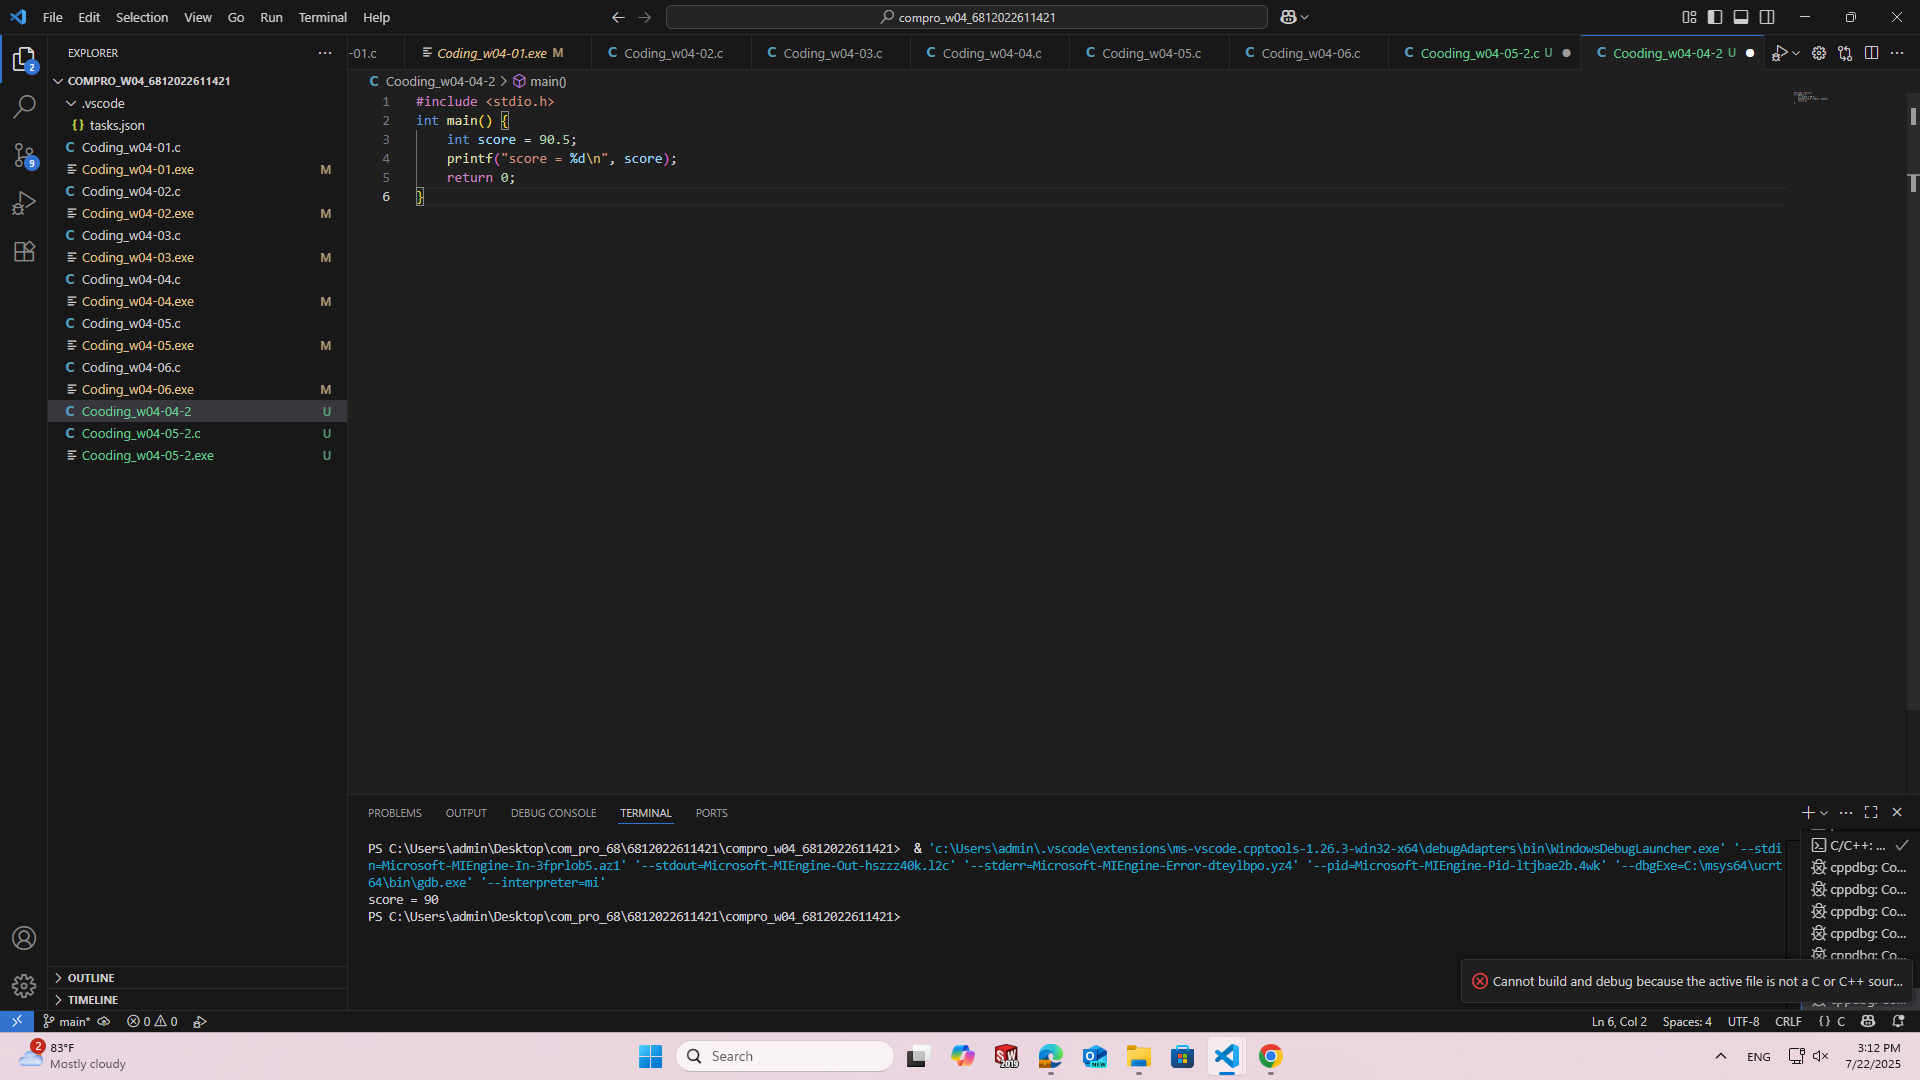 File Edit Selection View Go Run Terminal Help
compro_w04_6812022611421
EXPLORER
COMPRO_W04_6812022611421
.vscode
tasks.json
Coding_w04-01.c
Coding_w04-01.exe M
Coding_w04-02.c
Coding_w04-02.exe M
Coding_w04-03.c
Coding_w04-03.exe M
Coding_w04-04.c
Coding_w04-04.exe M
Coding_w04-05.c
Coding_w04-05.exe M
Coding_w04-06.c
Coding_w04-06.exe M
Cooding_w04-04-2 U
Cooding_w04-05-2.c U
Cooding_w04-05-2.exe U
OUTLINE
TIMELINE
2
9
-01.c Coding_w04-01.exe M Coding_w04-02.c Coding_w04-03.c Coding_w04-04.c Coding_w04-05.c Coding_w04-06.c Cooding_w04-05-2.c U Cooding_w04-04-2 U
Cooding_w04-04-2 > main()
1 #include <stdio.h>
2 int main() {
3 int score = 90.5;
4 printf("score = %d\n", score);
5 return 0;
6 }
PROBLEMS OUTPUT DEBUG CONSOLE TERMINAL PORTS
PS C:\Users\admin\Desktop\com_pro_68\6812022611421\compro_w04_6812022611421> & 'c:\Users\admin\.vscode\extensions\ms-vscode.cpptools-1.26.3-win32-x64\debugAdapters\bin\WindowsDebugLauncher.exe' '--stdi
n=Microsoft-MIEngine-In-3fprlob5.az1' '--stdout=Microsoft-MIEngine-Out-hszzz40k.l2c' '--stderr=Microsoft-MIEngine-Error-dteylbpo.yz4' '--pid=Microsoft-MIEngine-Pid-ltjbae2b.4wk' '--dbgExe=C:\msys64\ucrt
64\bin\gdb.exe' '--interpreter=mi'
score = 90
PS C:\Users\admin\Desktop\com_pro_68\6812022611421\compro_w04_6812022611421>
C/C++: ...
cppdbg: Co...
cppdbg: Co...
cppdbg: Co...
cppdbg: Co...
cppdbg: Co...
Cannot build and debug because the active file is not a C or C++ sour...
main* 0 0
Ln 6, Col 2 Spaces: 4 UTF-8 CRLF {} C
2
83°F
Mostly cloudy
Search
SW
2019
NEW
ENG
3:12 PM
7/22/2025